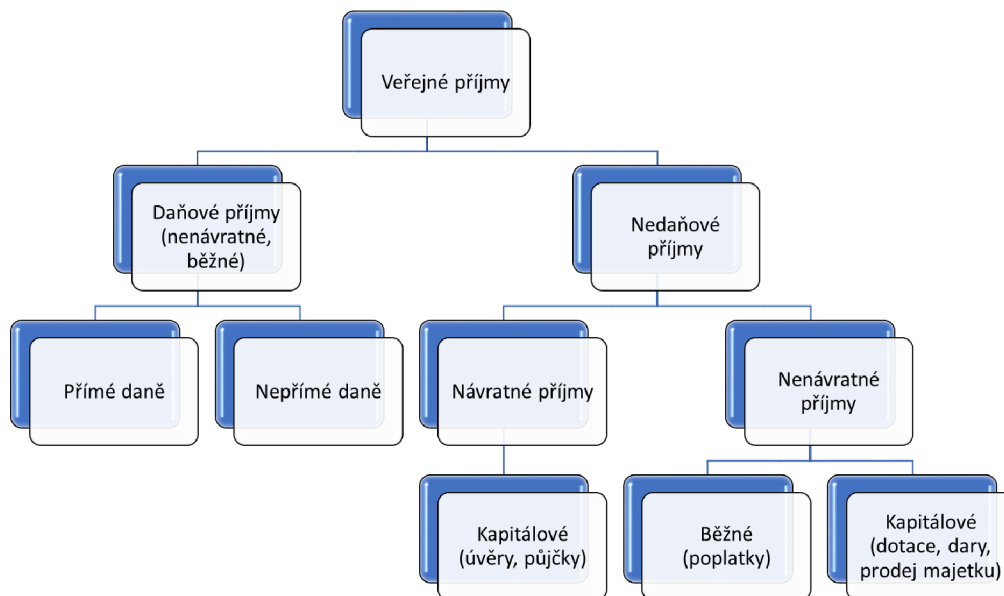 Veřejné příjmy
Daňové příjmy
(nenávratné,
běžné)
Nedaňové
příjmy
Přímé daně
Nepřímé daně
Návratné příjmy
Nenávratné
příjmy
Kapitálové
(úvěry, půjčky)
Běžné
(poplatky)
Kapitálové
(dotace, dary,
prodej majetku)